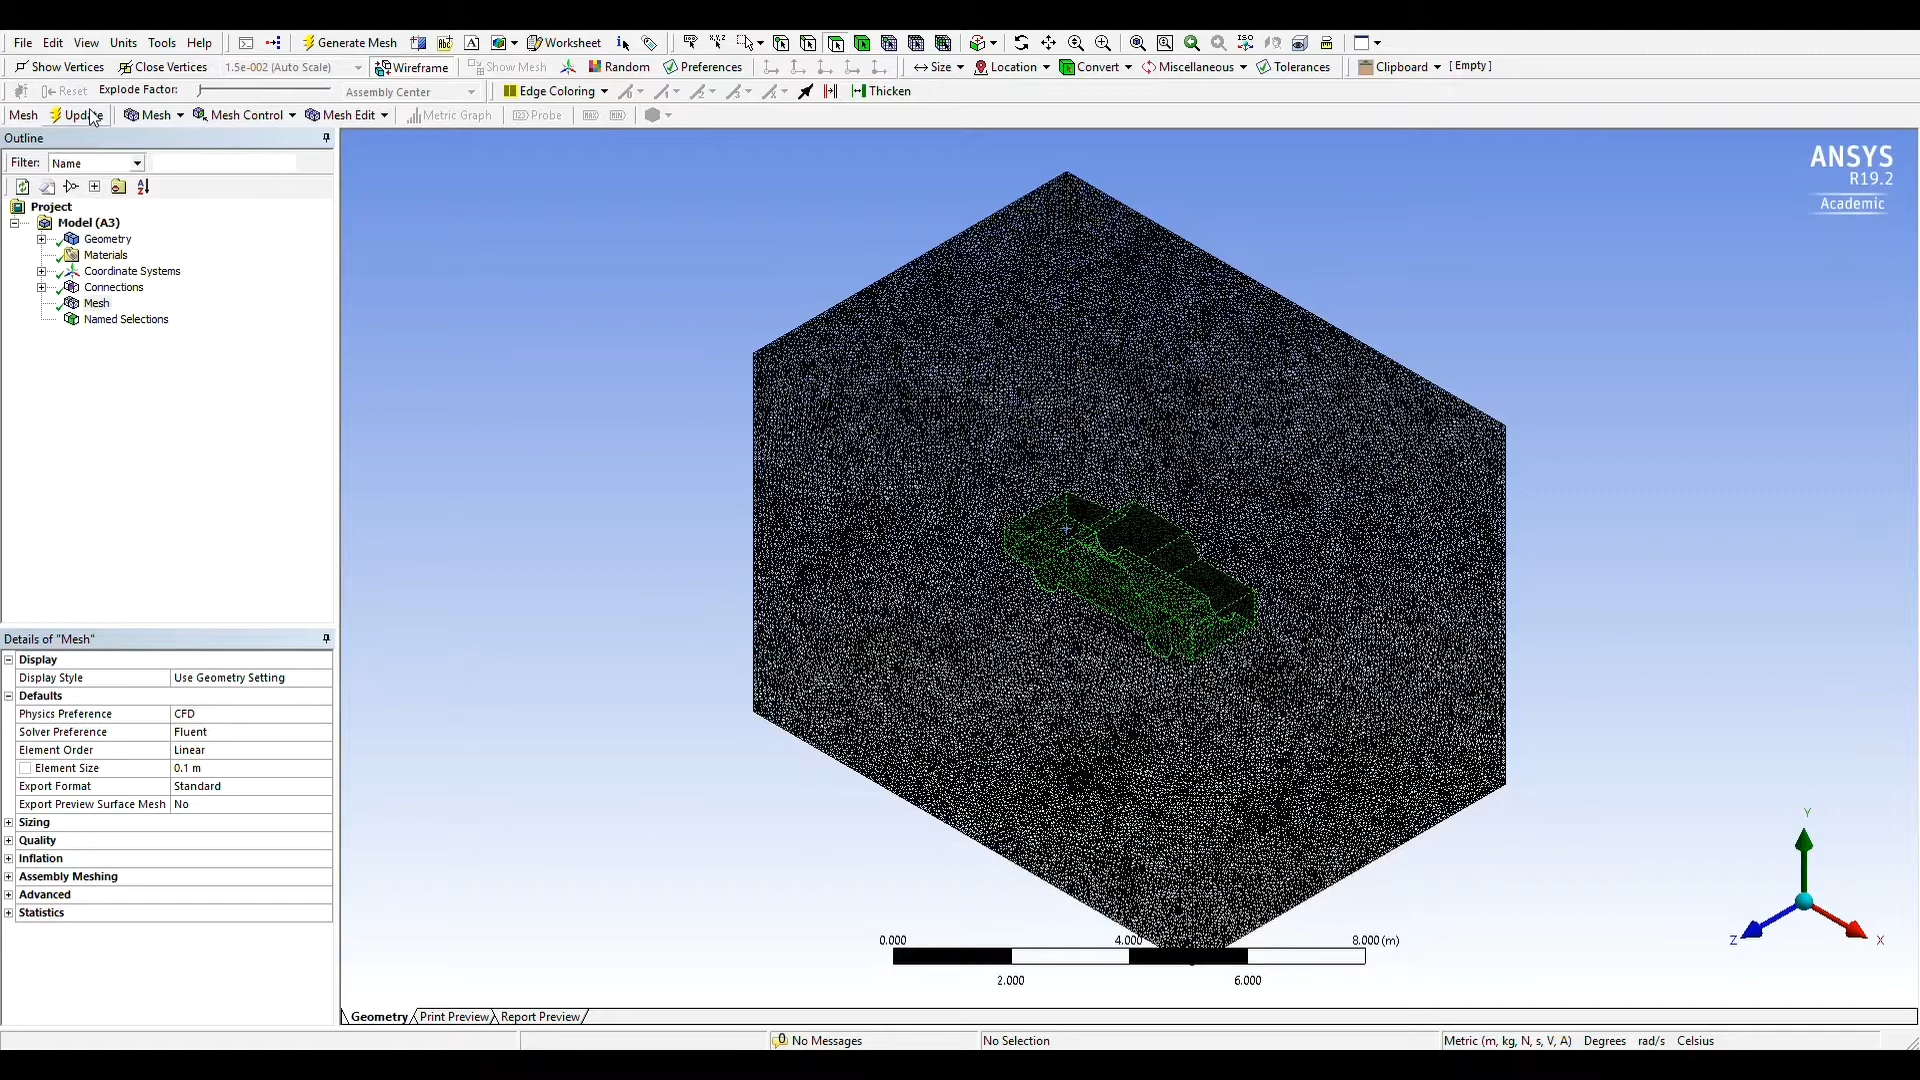 File Edit View Units Tools Help Generate Mesh Worksheet
Show Vertices Close Vertices 1.5e-002 (Auto Scale) Wireframe Show Mesh Random Preferences Size Location Convert Miscellaneous Tolerances Clipboard [ Empty ]
Reset Explode Factor: Assembly Center Edge Coloring Thicken
Mesh Update Mesh Mesh Control Mesh Edit Metric Graph Probe
Outline
Filter: Name
Project
Model (A3)
Geometry
Materials
Coordinate Systems
Connections
Mesh
Named Selections
Details of "Mesh"
Display
Display Style Use Geometry Setting
Defaults
Physics Preference CFD
Solver Preference Fluent
Element Order Linear
Element Size 0.1 m
Export Format Standard
Export Preview Surface Mesh No
Sizing
Quality
Inflation
Assembly Meshing
Advanced
Statistics
ANSYS
R19.2
Academic
Y
Z X
0.000 4.000 8.000 (m)
2.000 6.000
Geometry Print Preview Report Preview
0 No Messages No Selection Metric (m, kg, N, s, V, A) Degrees rad/s Celsius